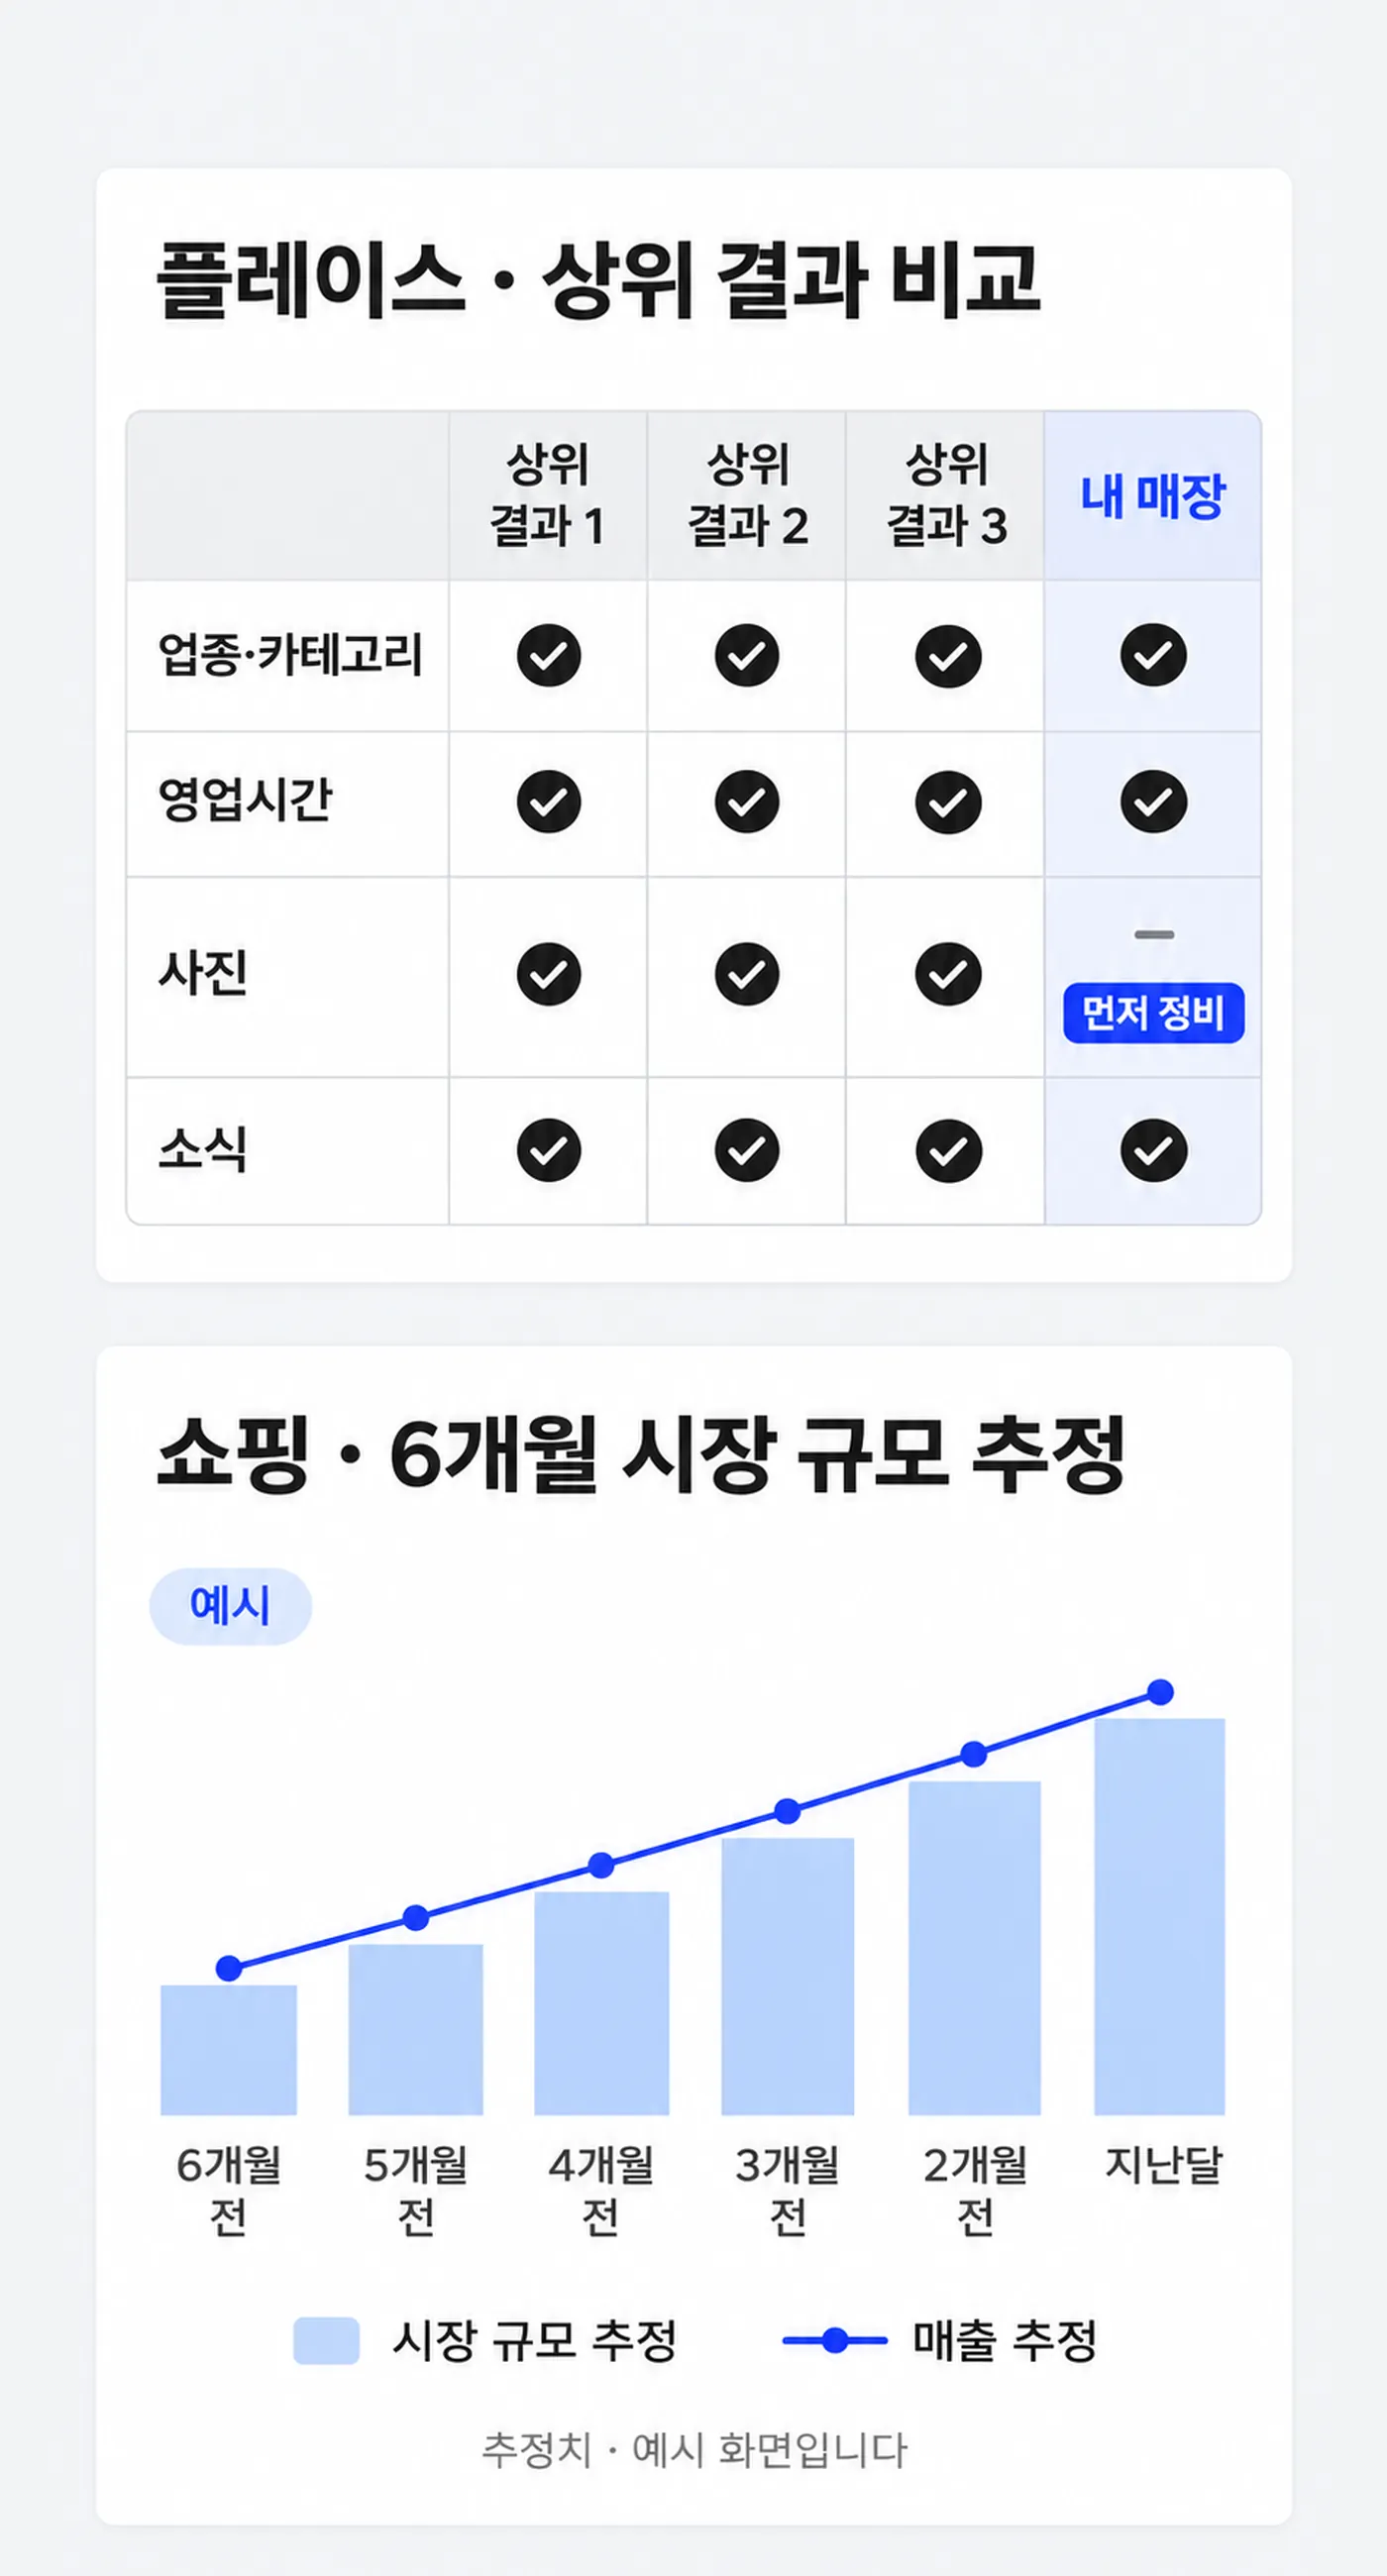 플레이스 · 상위 결과 비교
상위 결과 1
상위 결과 2
상위 결과 3
내 매장
업종·카테고리
영업시간
사진
먼저 정비
소식
쇼핑 · 6개월 시장 규모 추정
예시
6개월 전
5개월 전
4개월 전
3개월 전
2개월 전
지난달
시장 규모 추정
매출 추정
추정치 · 예시 화면입니다